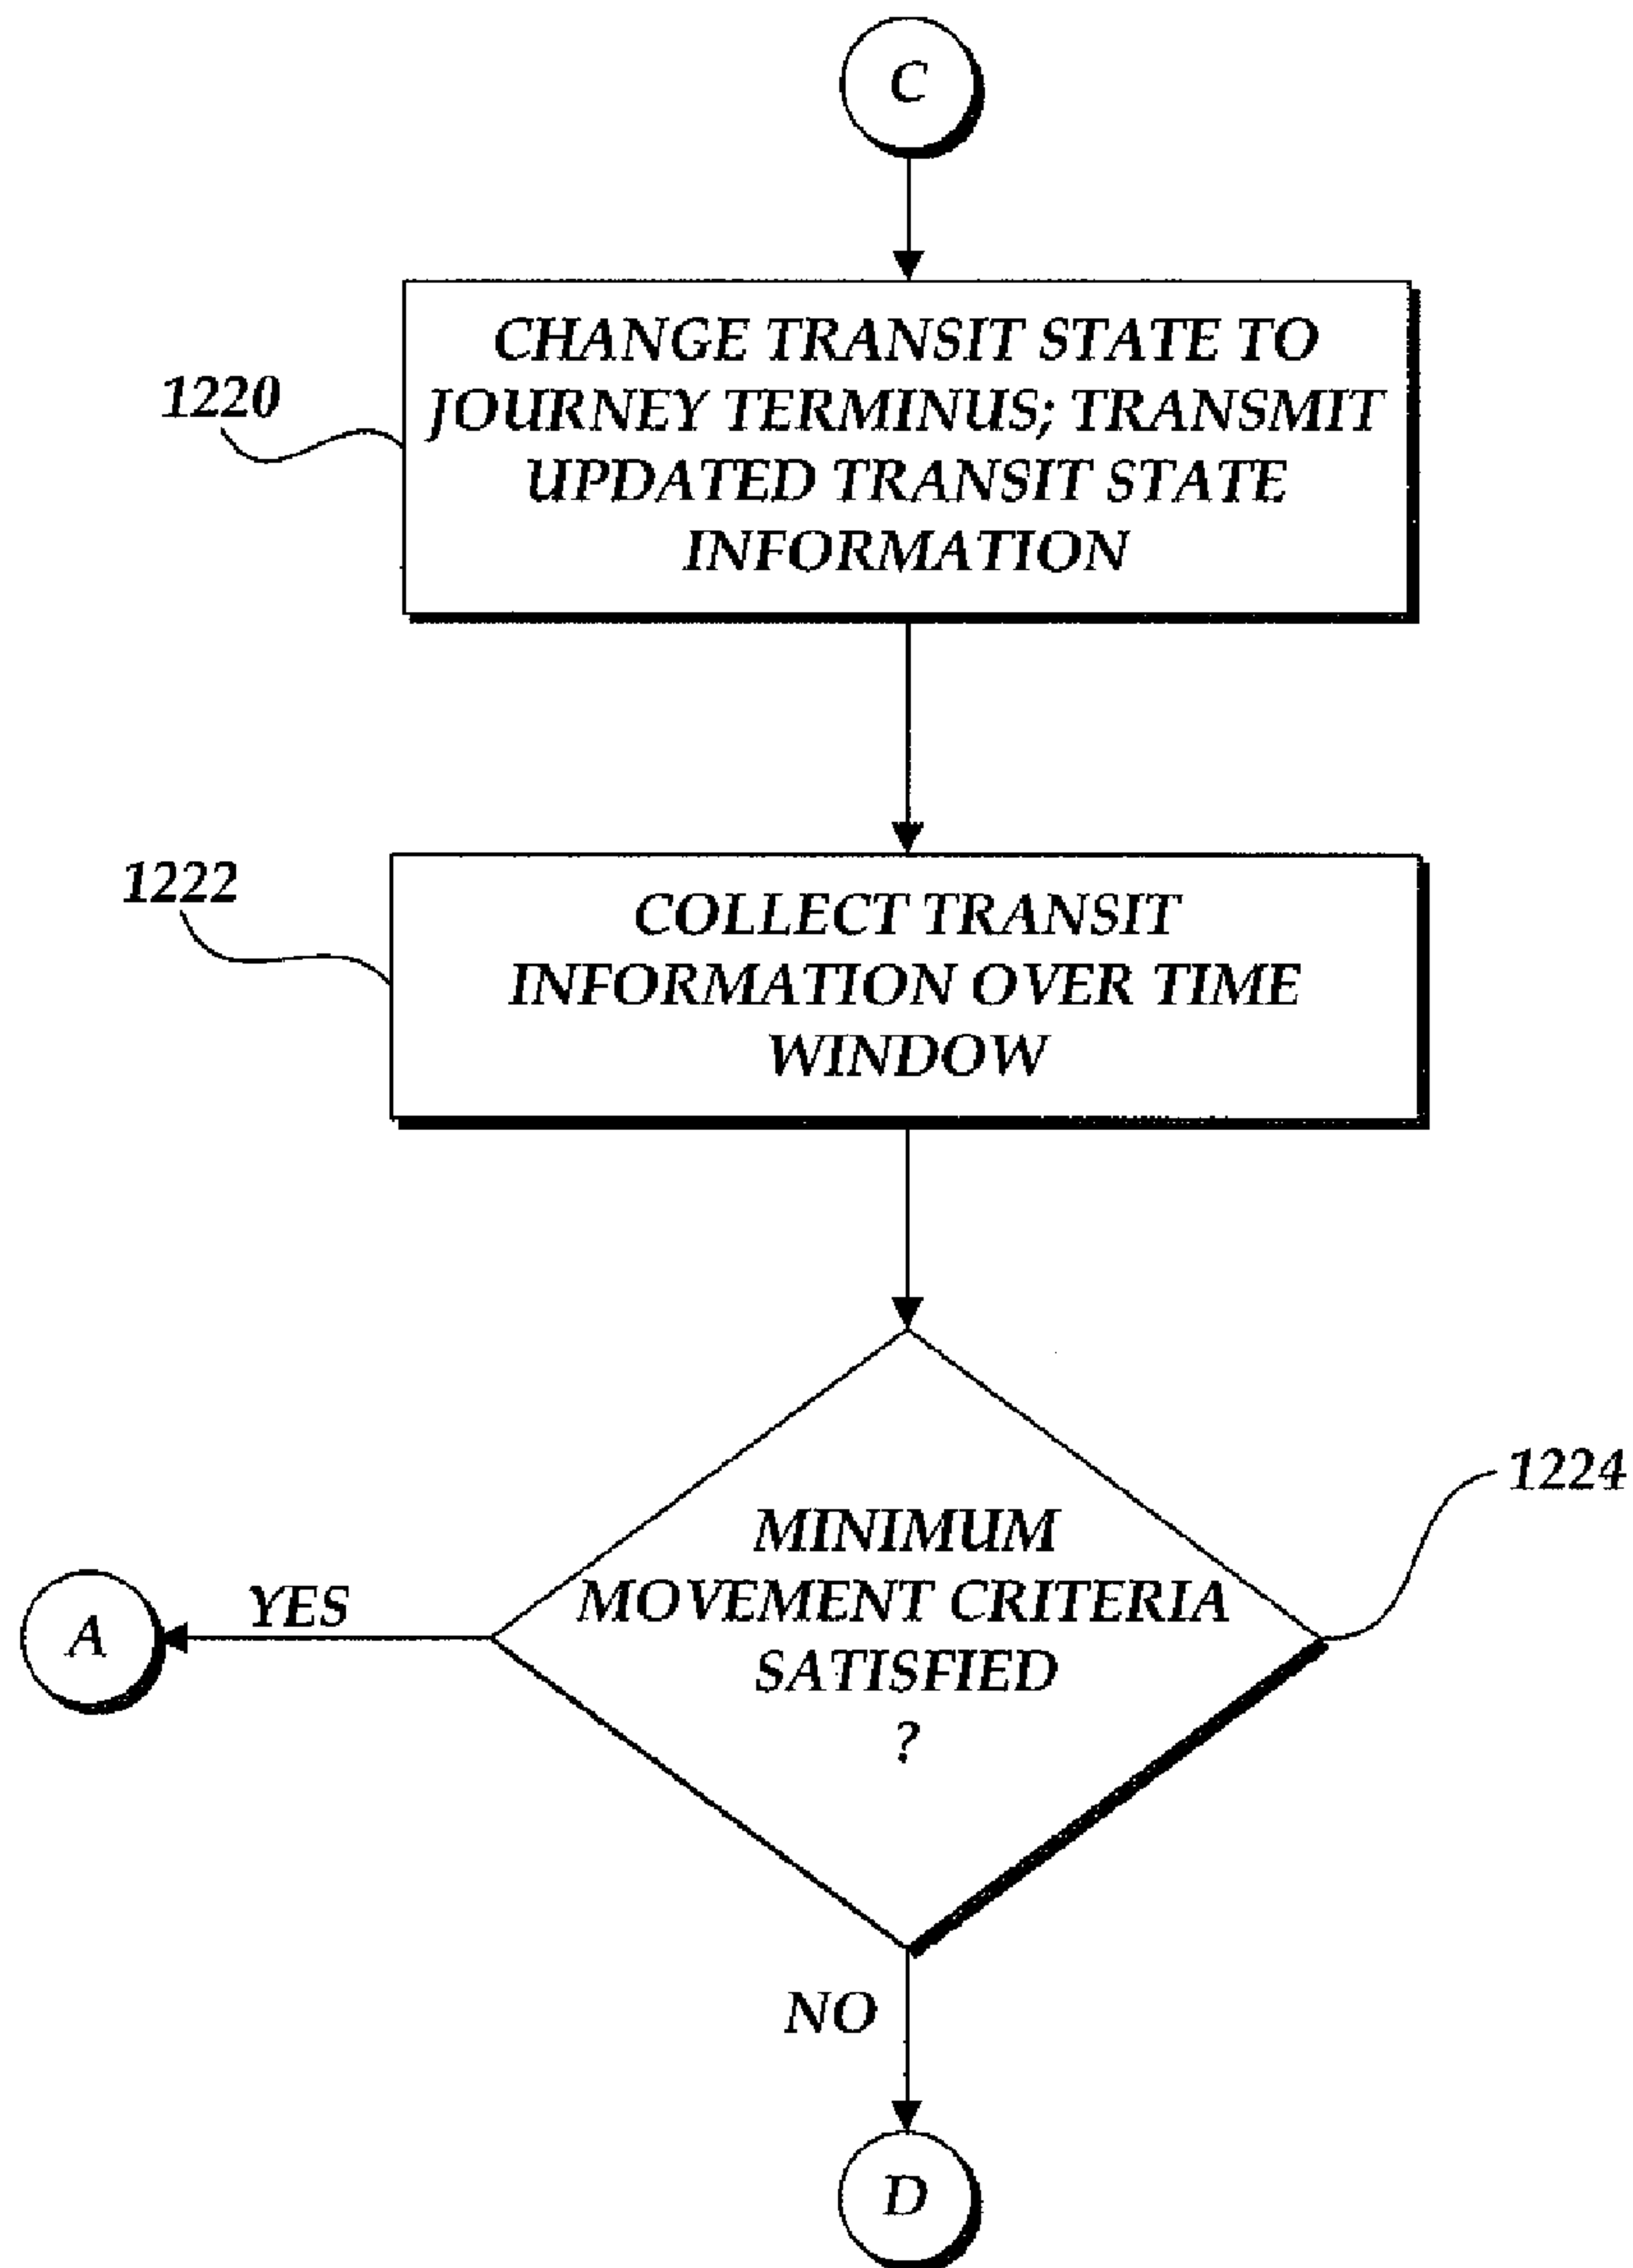 C
CHANGE TRANSIT STATE TO
JOURNEY TERMINUS; TRANSMIT
UPDATED TRANSIT STATE
INFORMATION
1220
COLLECT TRANSIT
INFORMATION OVER TIME
WINDOW
1222
MINIMUM
MOVEMENT CRITERIA
SATISFIED
?
1224
YES
A
NO
D